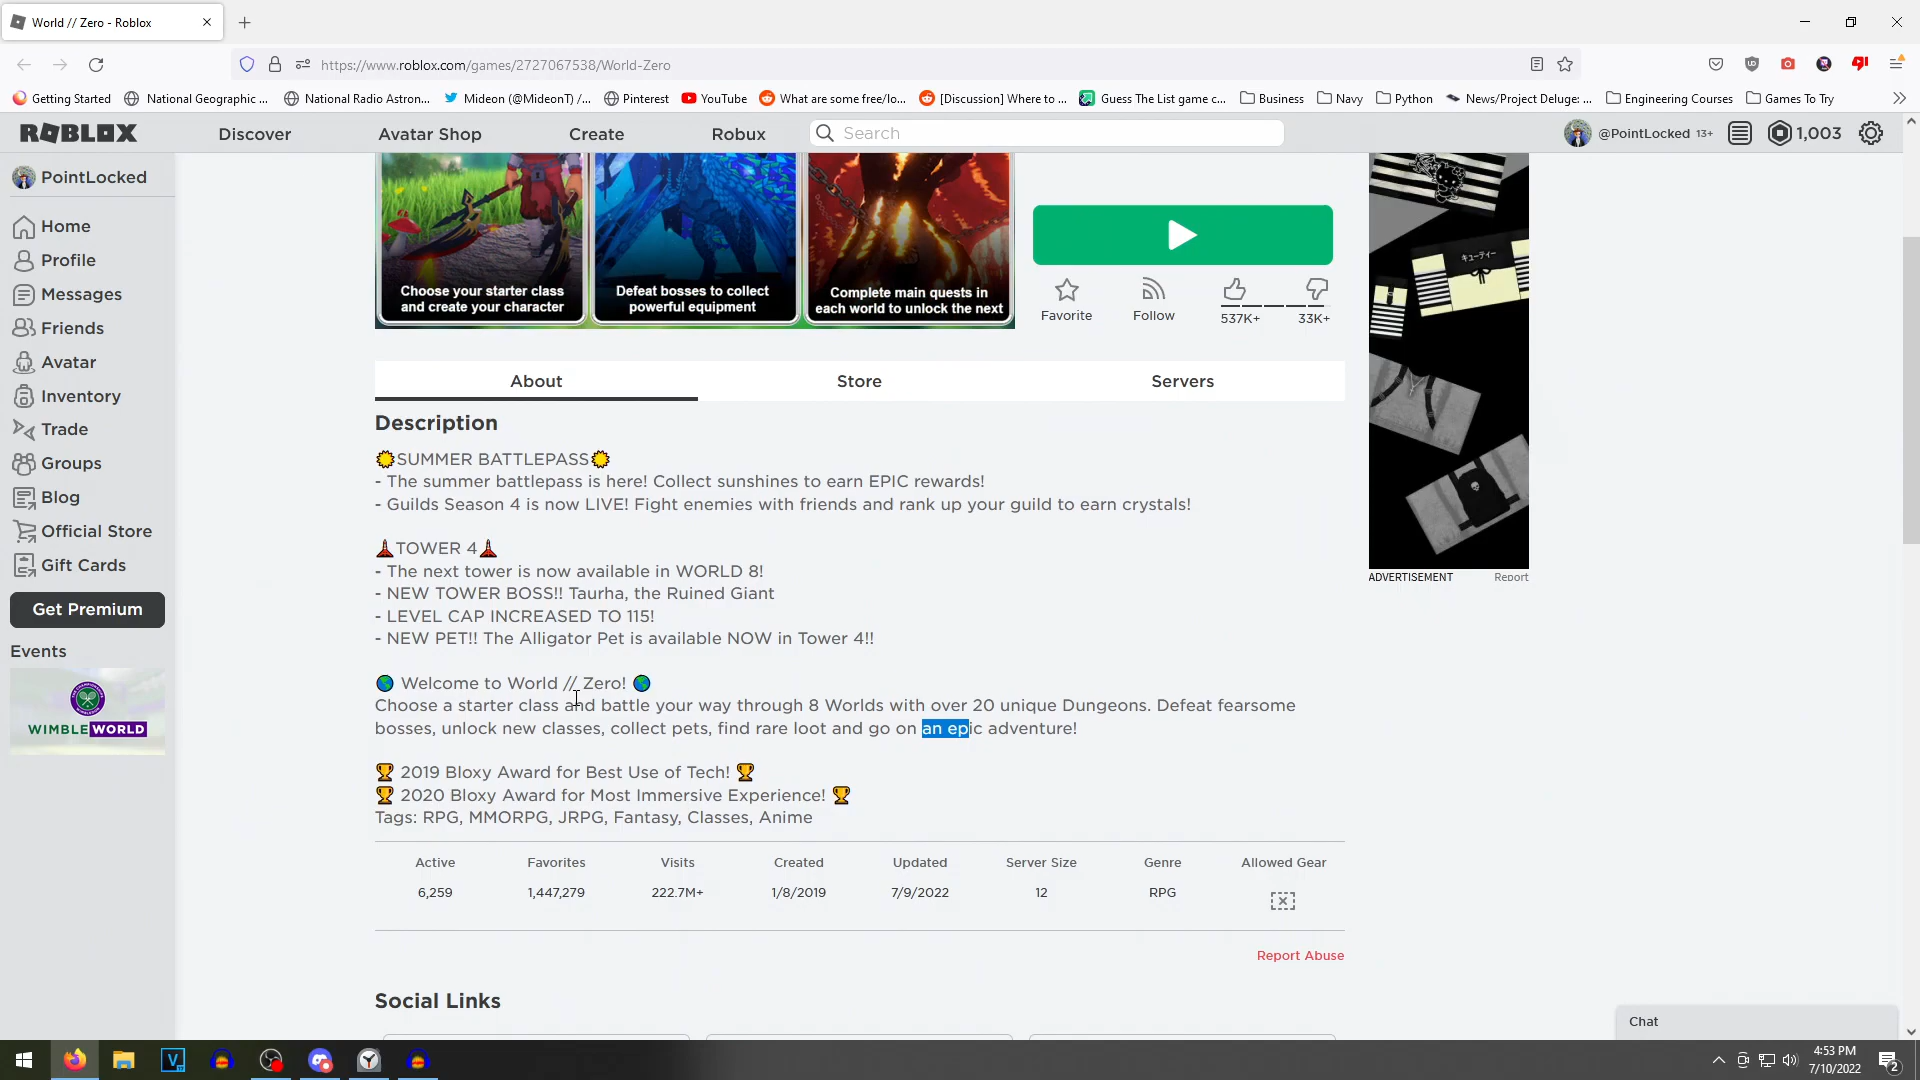 World // Zero - Roblox
https://www.roblox.com/games/2727067538/World-Zero
Getting Started
National Geographic ...
National Radio Astron...
Mideon (@MideonT) /...
Pinterest
YouTube
What are some free/lo...
[Discussion] Where to ...
Guess The List game c...
Business
Navy
Python
News/Project Deluge: ...
Engineering Courses
Games To Try
ROBLOX
Discover
Avatar Shop
Create
Robux
Search
@PointLocked 13+
1,003
PointLocked
Home
Profile
Messages
Friends
Avatar
Inventory
Trade
Groups
Blog
Official Store
Gift Cards
Get Premium
Events
THE CHAMPIONSHIPS
WIMBLEDON
WIMBLEWORLD
Choose your starter class
and create your character
Defeat bosses to collect
powerful equipment
Complete main quests in
each world to unlock the next
Favorite
Follow
537K+
33K+
キューティー
ADVERTISEMENT
Report
About
Store
Servers
Description
SUMMER BATTLEPASS
- The summer battlepass is here! Collect sunshines to earn EPIC rewards!
- Guilds Season 4 is now LIVE! Fight enemies with friends and rank up your guild to earn crystals!
TOWER 4
- The next tower is now available in WORLD 8!
- NEW TOWER BOSS!! Taurha, the Ruined Giant
- LEVEL CAP INCREASED TO 115!
- NEW PET!! The Alligator Pet is available NOW in Tower 4!!
Welcome to World // Zero!
Choose a starter class and battle your way through 8 Worlds with over 20 unique Dungeons. Defeat fearsome
bosses, unlock new classes, collect pets, find rare loot and go on an epic adventure!
2019 Bloxy Award for Best Use of Tech!
2020 Bloxy Award for Most Immersive Experience!
Tags: RPG, MMORPG, JRPG, Fantasy, Classes, Anime
Active
Favorites
Visits
Created
Updated
Server Size
Genre
Allowed Gear
6,259
1,447,279
222.7M+
1/8/2019
7/9/2022
12
RPG
Report Abuse
Social Links
Chat
4:53 PM
7/10/2022
2